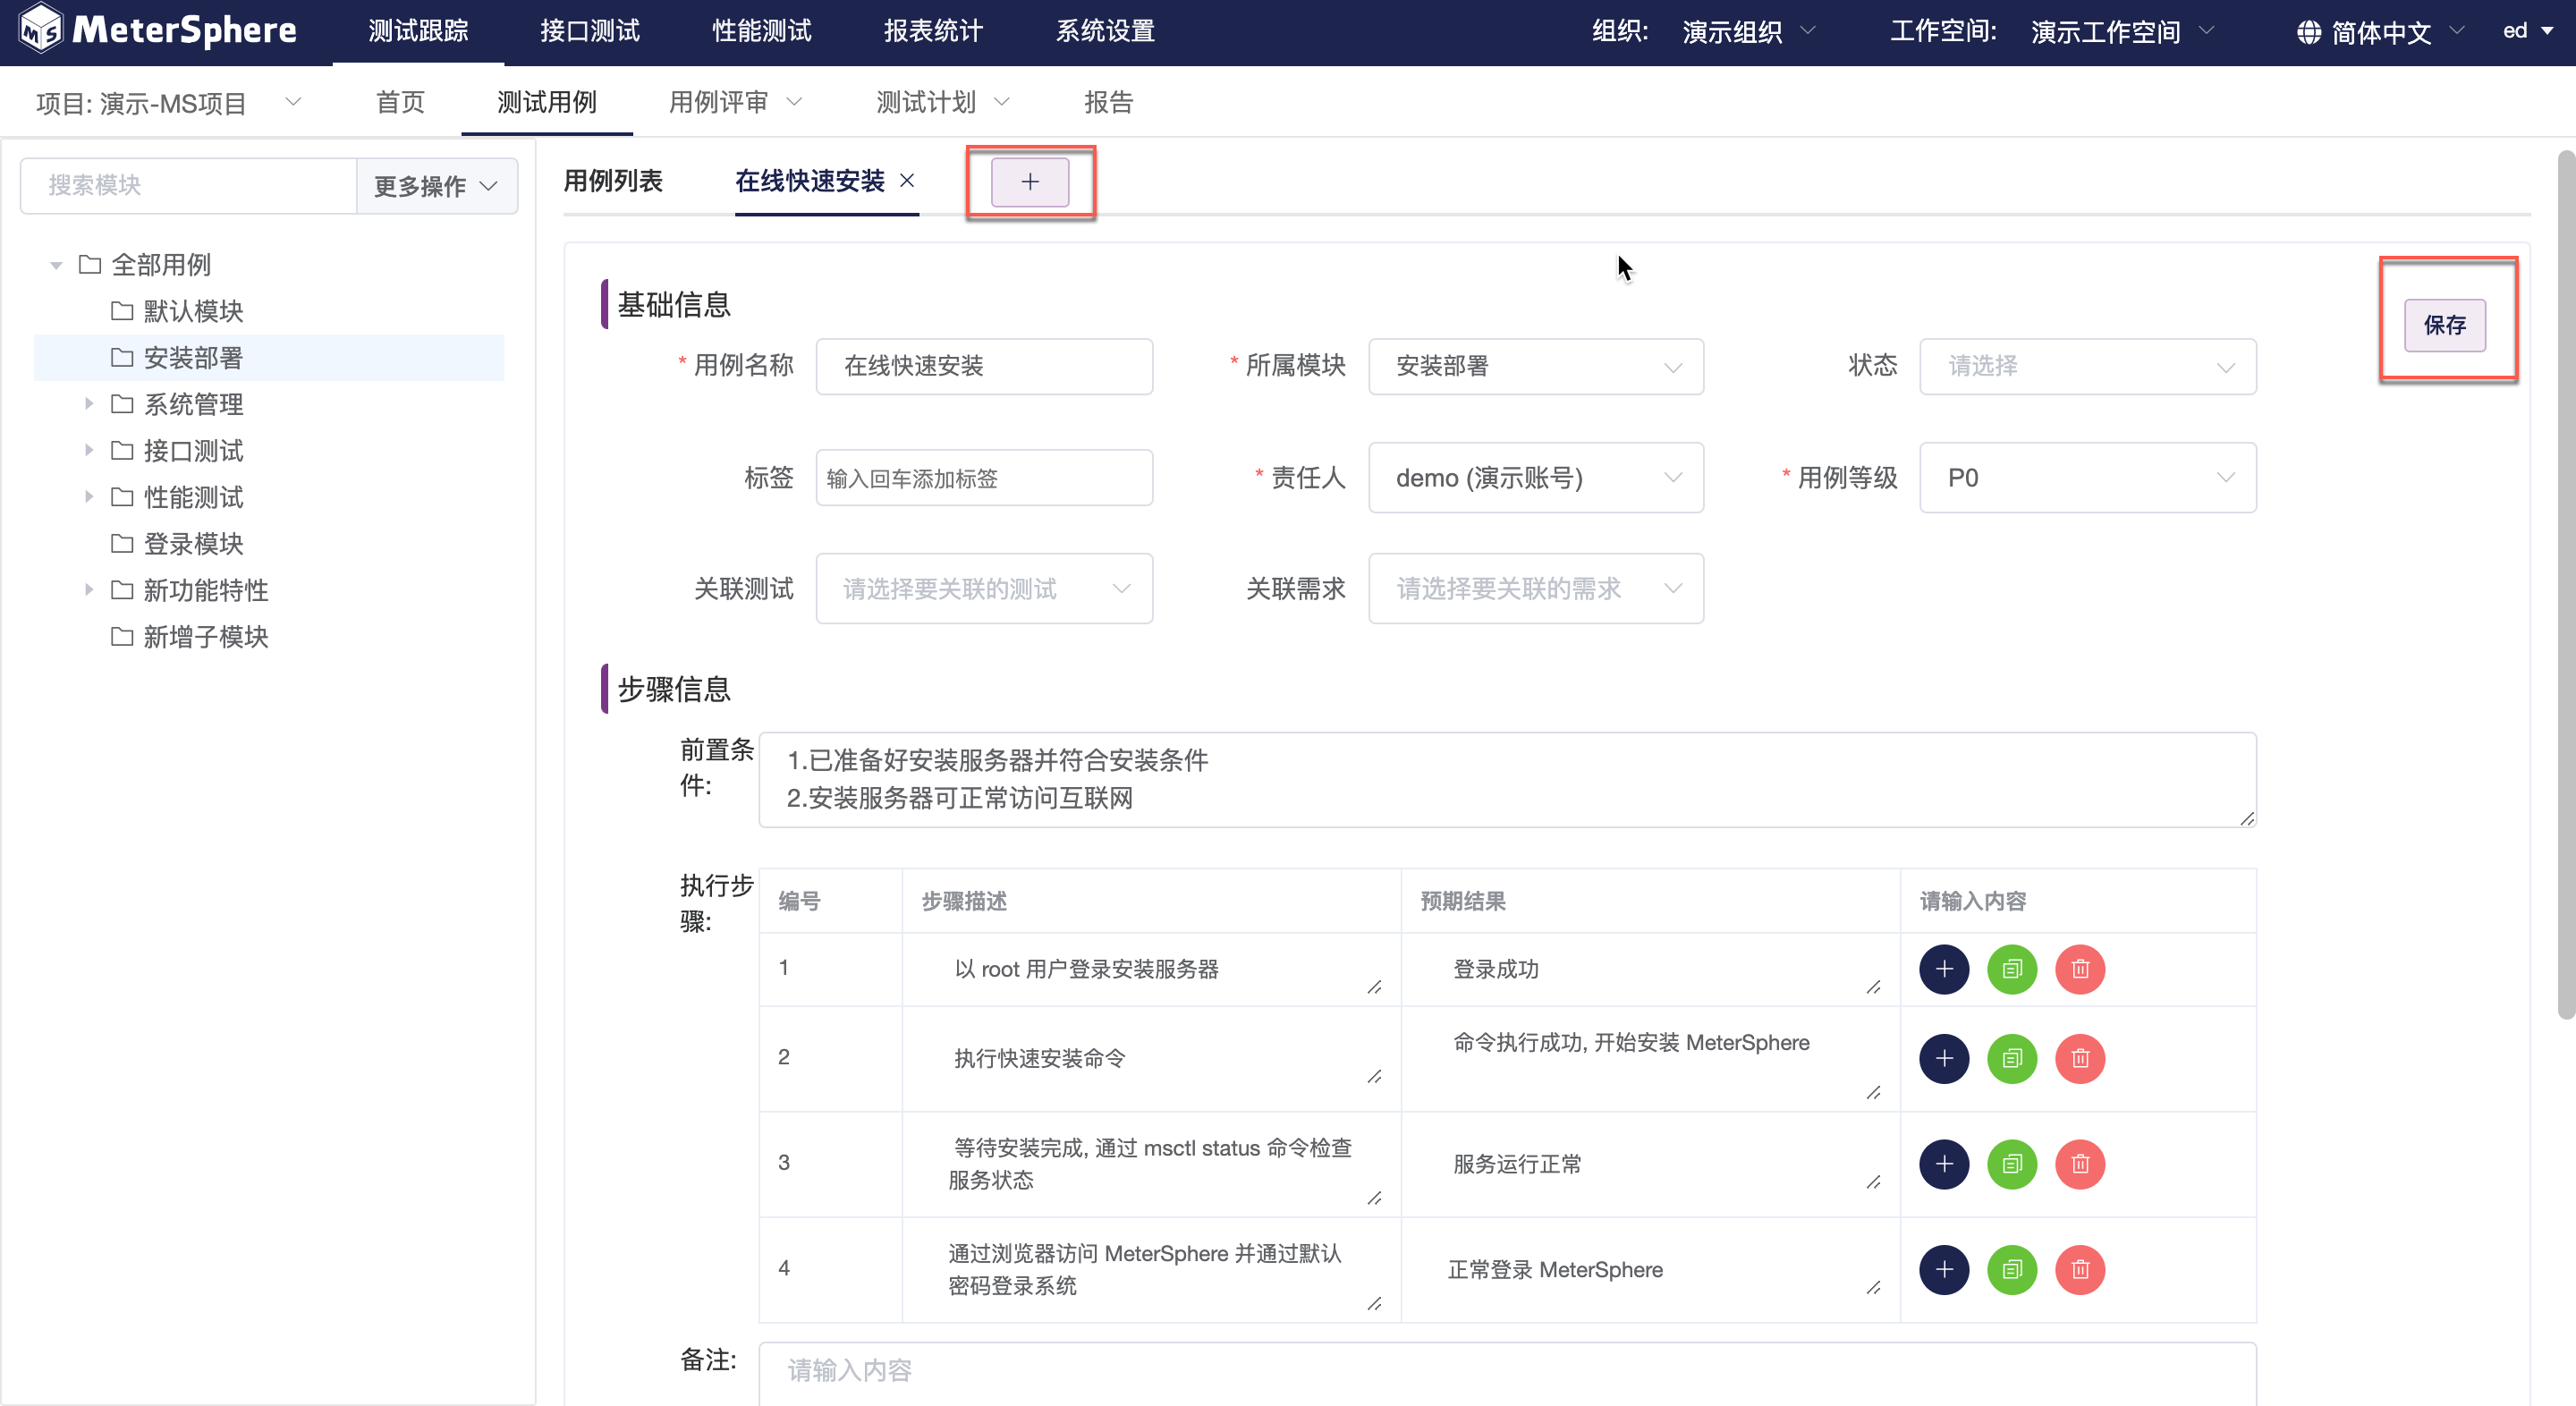 MeterSphere 测试跟踪 接口测试 性能测试 报表统计 系统设置 组织: 演示组织 工作空间: 演示工作空间 简体中文 ed
项目: 演示-MS项目 首页 测试用例 用例评审 测试计划 报告
搜索模块 更多操作
全部用例
默认模块
安装部署
系统管理
接口测试
性能测试
登录模块
新功能特性
新增子模块
用例列表 在线快速安装
基础信息
保存
* 用例名称 在线快速安装 * 所属模块 安装部署 状态 请选择
标签 输入回车添加标签 * 责任人 demo (演示账号) * 用例等级 P0
关联测试 请选择要关联的测试 关联需求 请选择要关联的需求
步骤信息
前置条
件:
1.已准备好安装服务器并符合安装条件
2.安装服务器可正常访问互联网
执行步
骤:
编号 步骤描述 预期结果 请输入内容
1 以 root 用户登录安装服务器 登录成功
2 执行快速安装命令 命令执行成功, 开始安装 MeterSphere
3 等待安装完成, 通过 msctl status 命令检查
服务状态 服务运行正常
4 通过浏览器访问 MeterSphere 并通过默认
密码登录系统 正常登录 MeterSphere
备注: 请输入内容